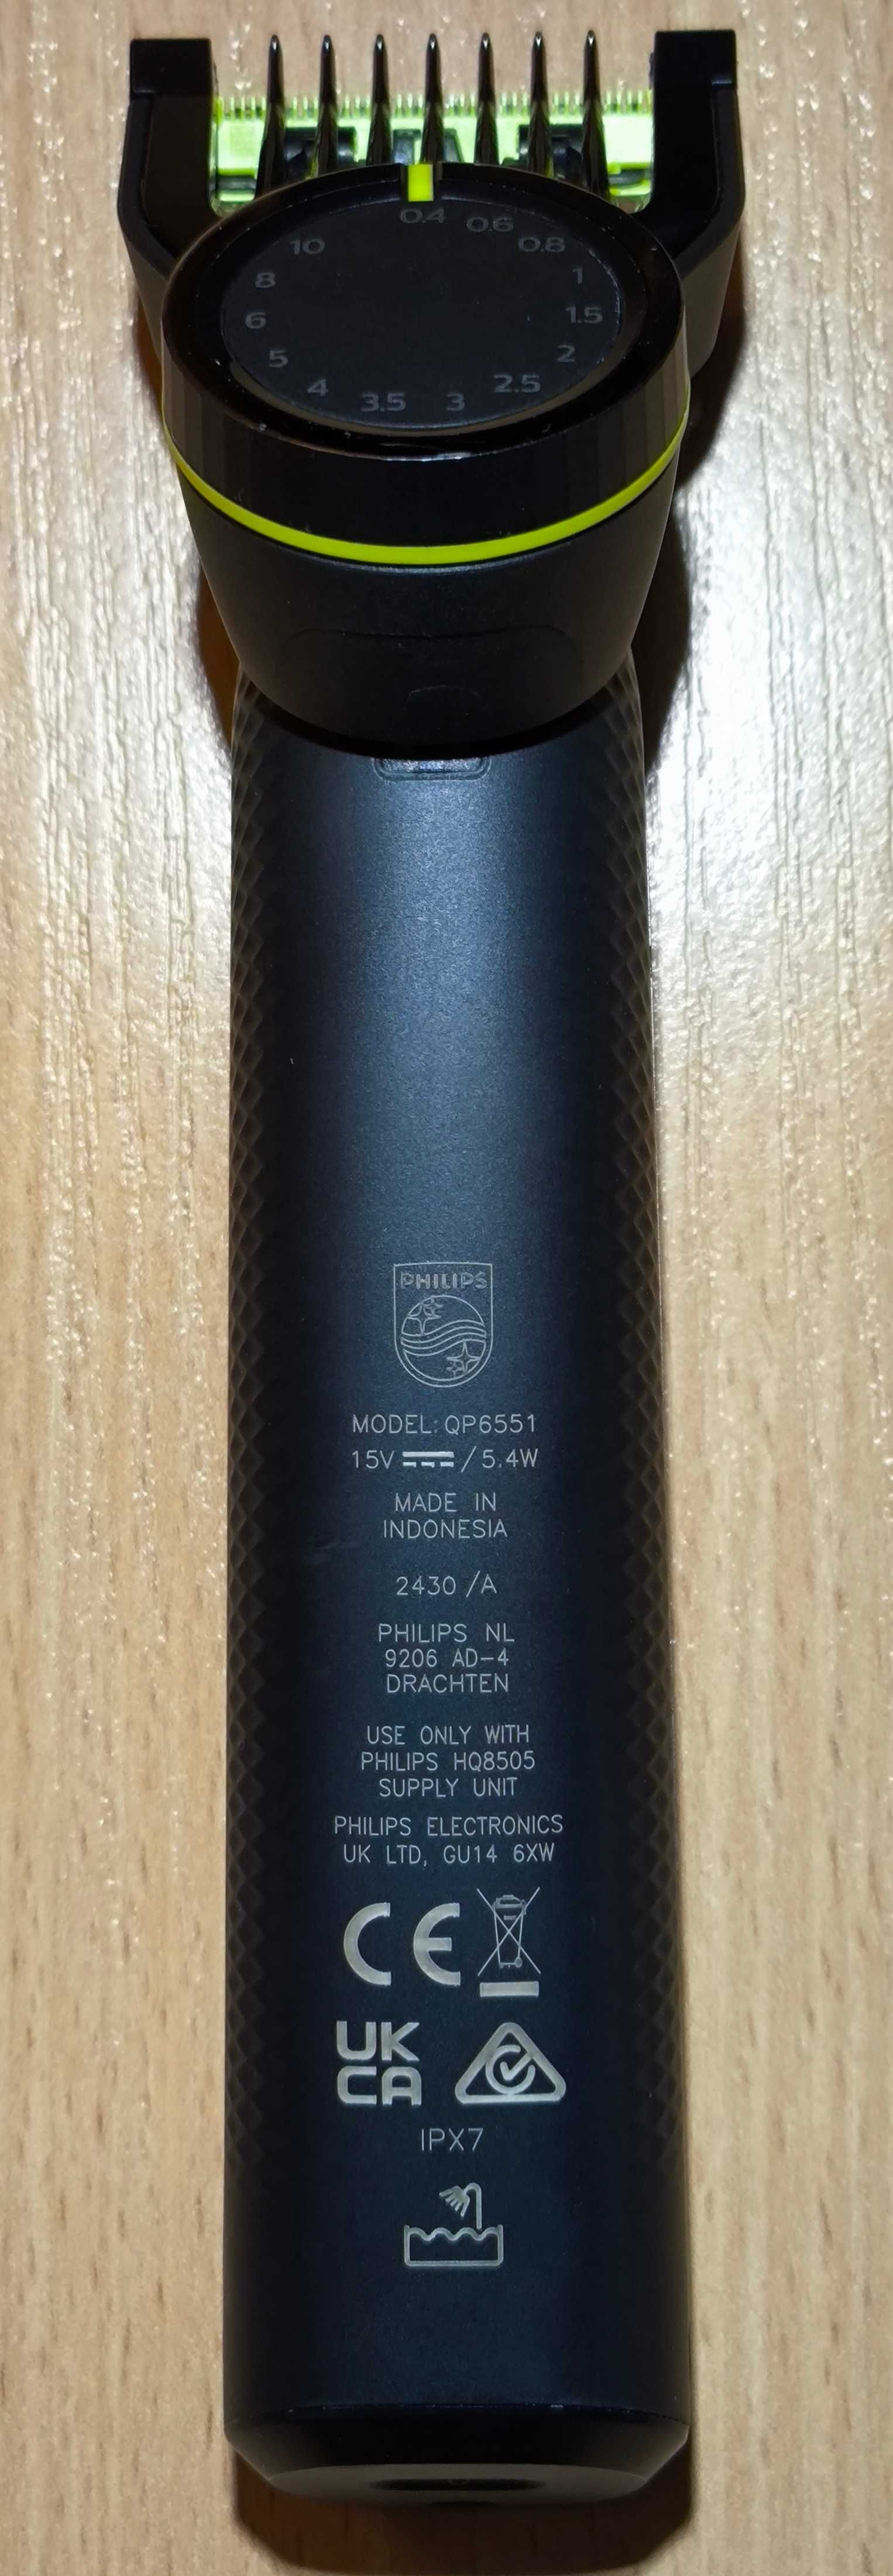 0.4
0.6
0.8
1
1.5
2
2.5
3
3.5
4
5
6
8
10
PHILIPS
MODEL: QP6551
15V ⎓ / 5.4W
MADE IN
INDONESIA
2430 /A
PHILIPS NL
9206 AD-4
DRACHTEN
USE ONLY WITH
PHILIPS HQ8505
SUPPLY UNIT
PHILIPS ELECTRONICS
UK LTD, GU14 6XW
CE
UK
CA
IPX7